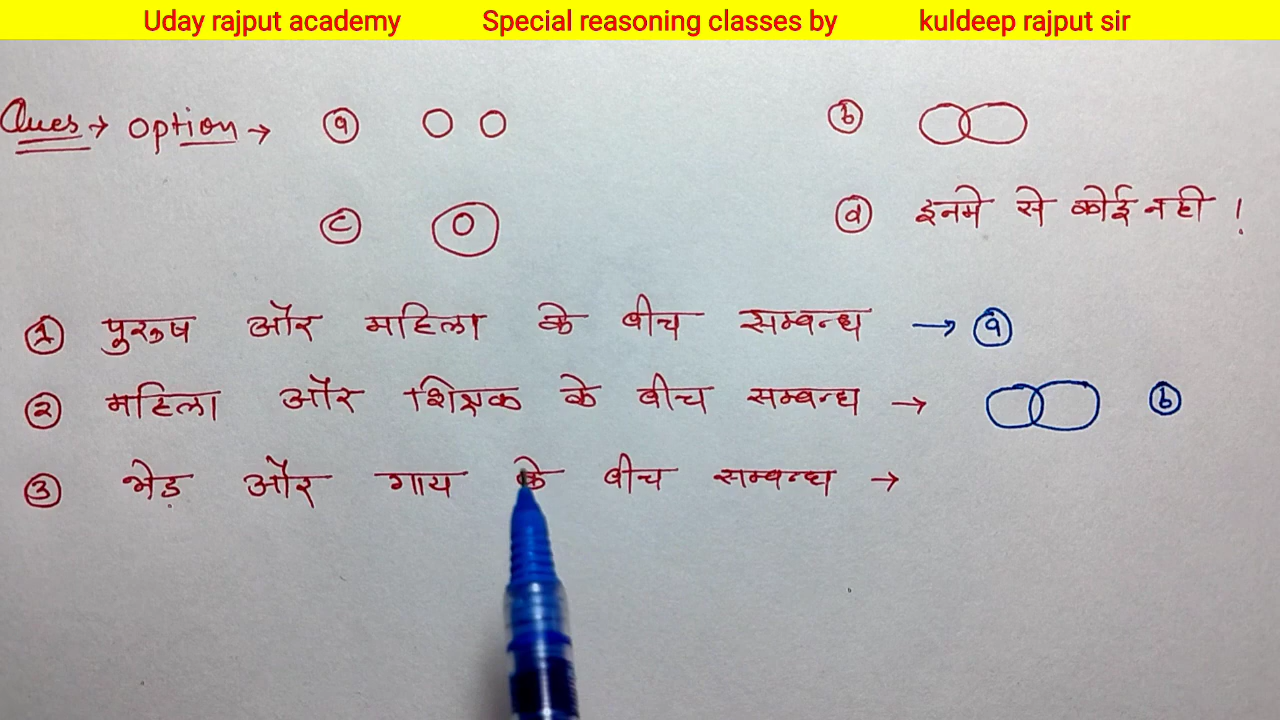 Uday rajput academy Special reasoning classes by kuldeep rajput sir
Ques → option → (a) (b)
(c) (d) इनमे से कोई नही !
(1) पुरुष और महिला के बीच सम्बन्ध → (a)
(2) महिला और शिक्षक के बीच सम्बन्ध → (b)
(3) भेड़ और गाय के बीच सम्बन्ध →